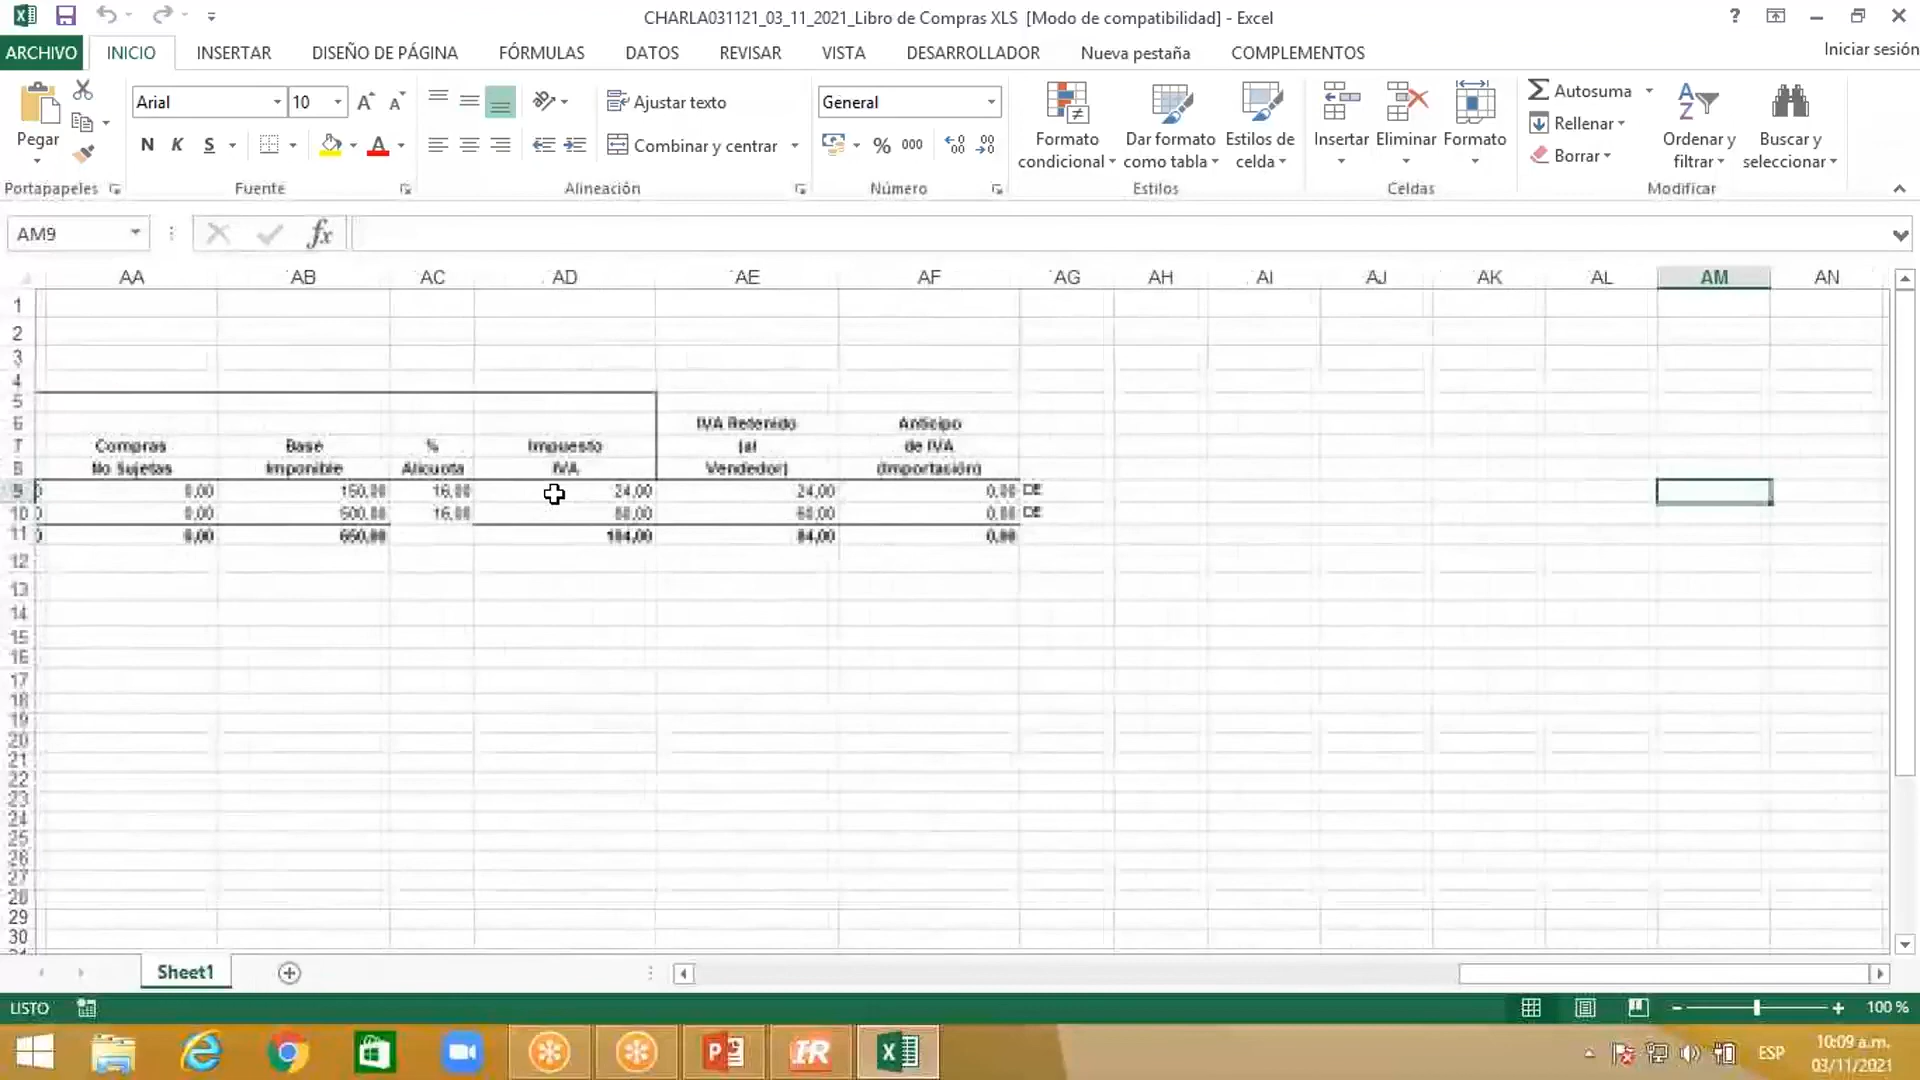 CHARLA031121_03_11_2021_Libro de Compras XLS [Modo de compatibilidad] - Excel
ARCHIVO INICIO INSERTAR DISEÑO DE PÁGINA FÓRMULAS DATOS REVISAR VISTA DESARROLLADOR Nueva pestaña COMPLEMENTOS Iniciar sesión
Arial 10 Ajustar texto General Autosuma
Pegar N K S Combinar y centrar % 000 Formato condicional Dar formato como tabla Estilos de celda Insertar Eliminar Formato Rellenar Borrar Ordenar y filtrar Buscar y seleccionar
Portapapeles Fuente Alineación Número Estilos Celdas Modificar
AM9 fx
AA AB AC AD AE AF AG AH AI AJ AK AL AM AN
1
2
3
4
5
6 IVA Retenido Anticipo
7 Compras Base % Impuesto (al de IVA
8 No Sujetas Imponible Alicuota IVA Vendedor) (Importación)
9 0,00 150,00 16,00 24,00 24,00 0,00 DE
10 0,00 500,00 16,00 80,00 60,00 0,00 DE
11 0,00 650,00 104,00 84,00 0,00
12
13
14
15
16
17
18
19
20
21
22
23
24
25
26
27
28
29
30
Sheet1
LISTO 100 %
ESP 10:09 a.m.
03/11/2021